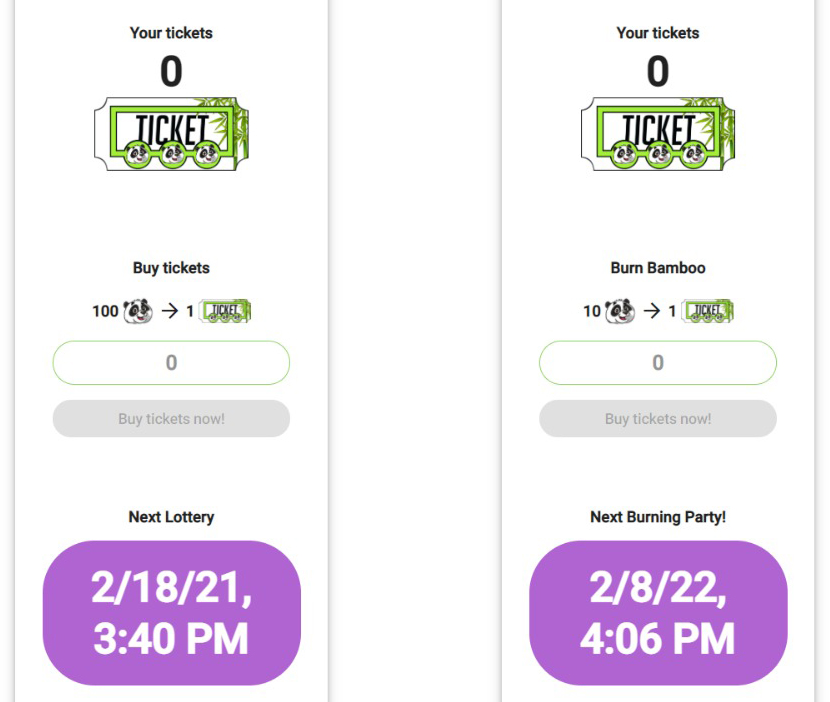 Your tickets
0
TICKET
Buy tickets
100 → 1 TICKET
0
Buy tickets now!
Next Lottery
2/18/21,
3:40 PM
Your tickets
0
TICKET
Burn Bamboo
10 → 1 TICKET
0
Buy tickets now!
Next Burning Party!
2/8/22,
4:06 PM